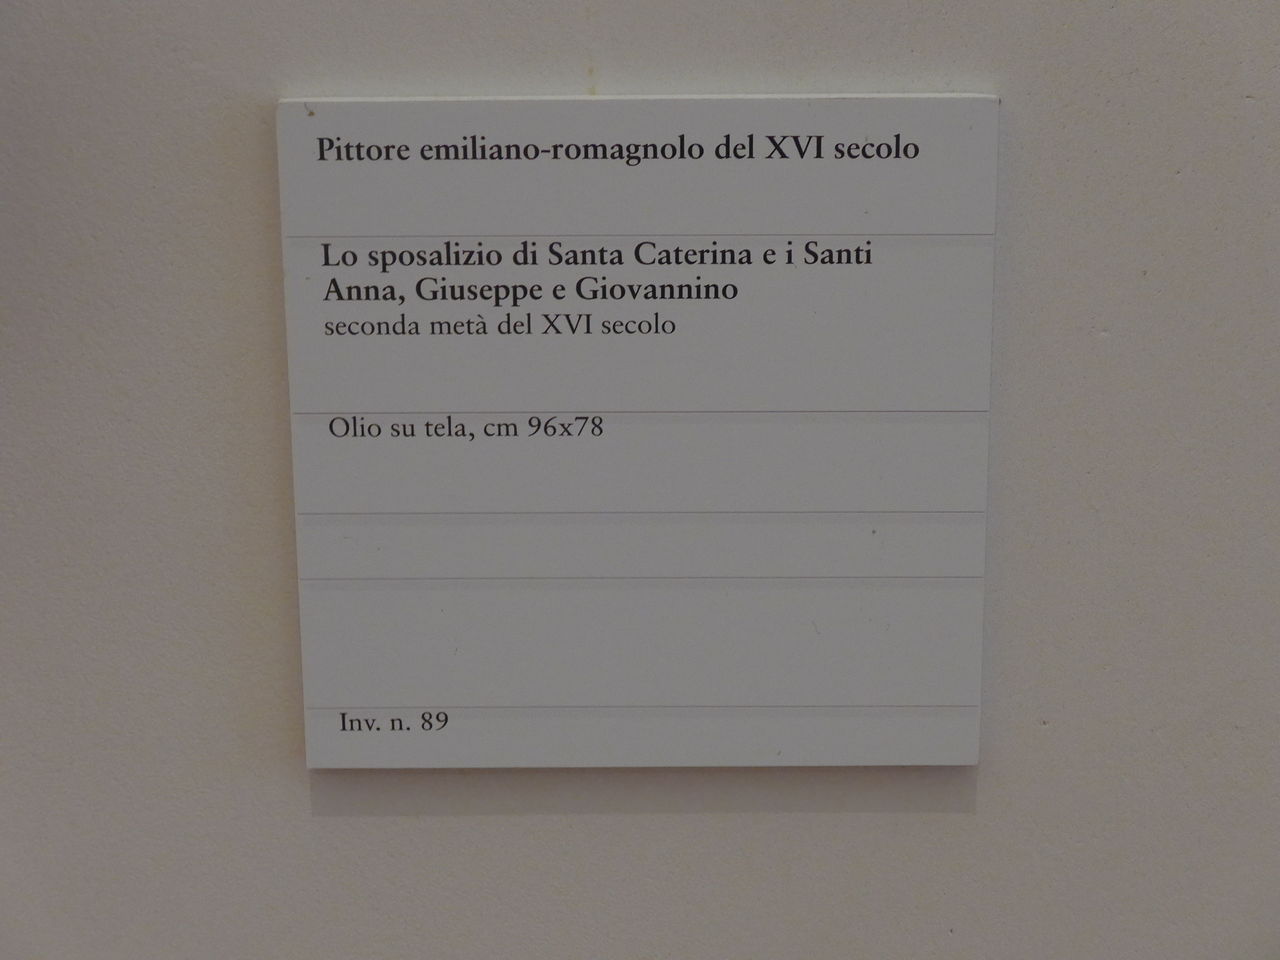 Pittore emiliano-romagnolo del XVI secolo
Lo sposalizio di Santa Caterina e i Santi
Anna, Giuseppe e Giovannino
seconda metà del XVI secolo
Olio su tela, cm 96x78
Inv. n. 89